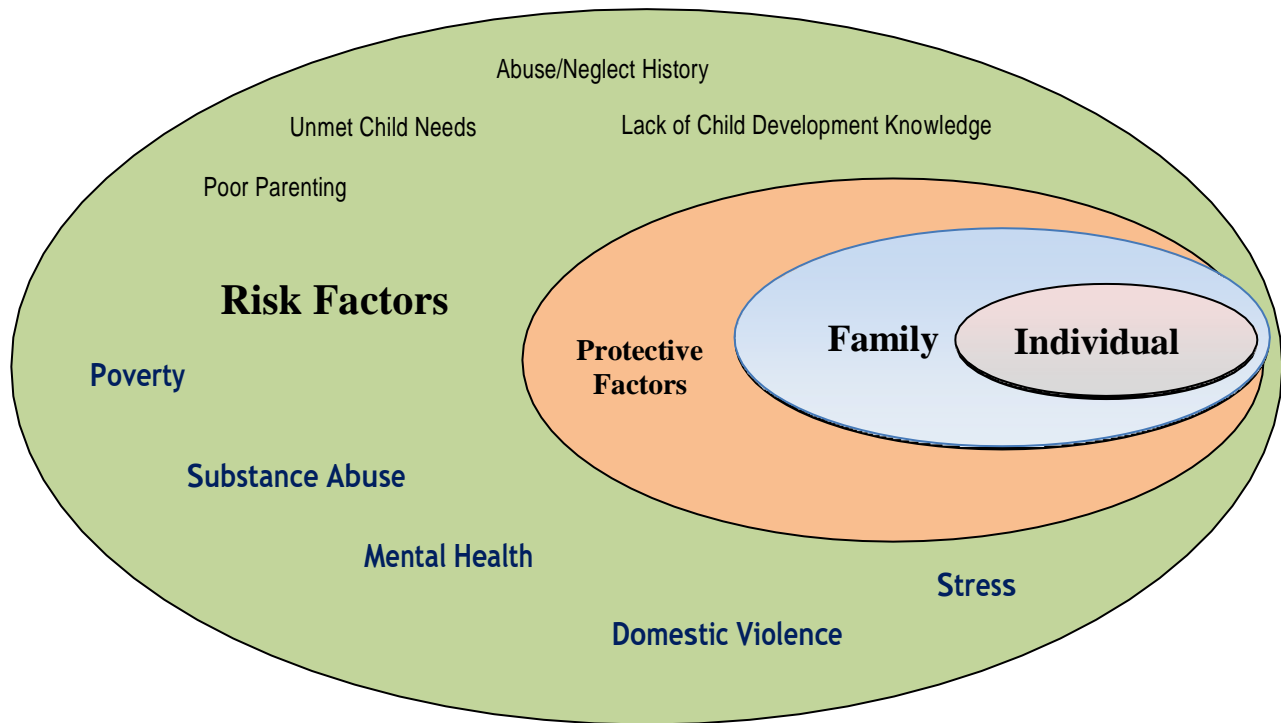 Abuse/Neglect History
Unmet Child Needs
Lack of Child Development Knowledge
Poor Parenting
Risk Factors
Protective
Factors
Family
Individual
Poverty
Substance Abuse
Mental Health
Stress
Domestic Violence